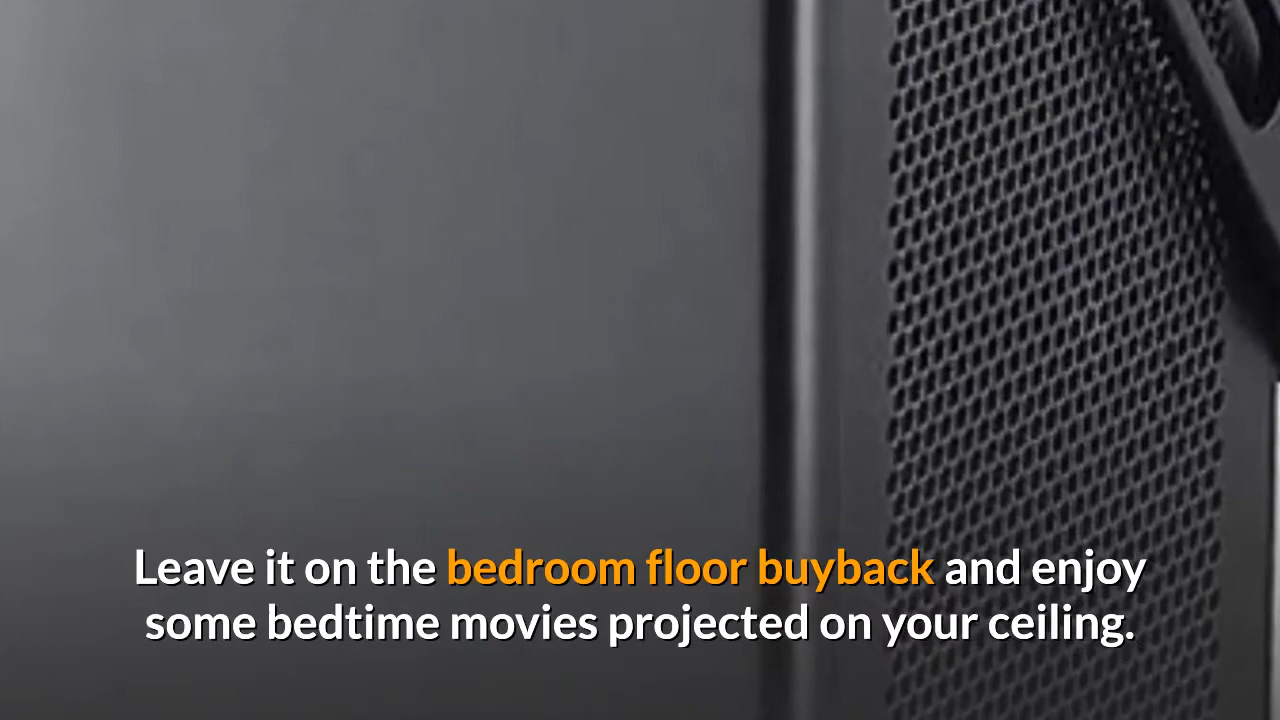 Leave it on the bedroom floor buyback and enjoy
some bedtime movies projected on your ceiling.